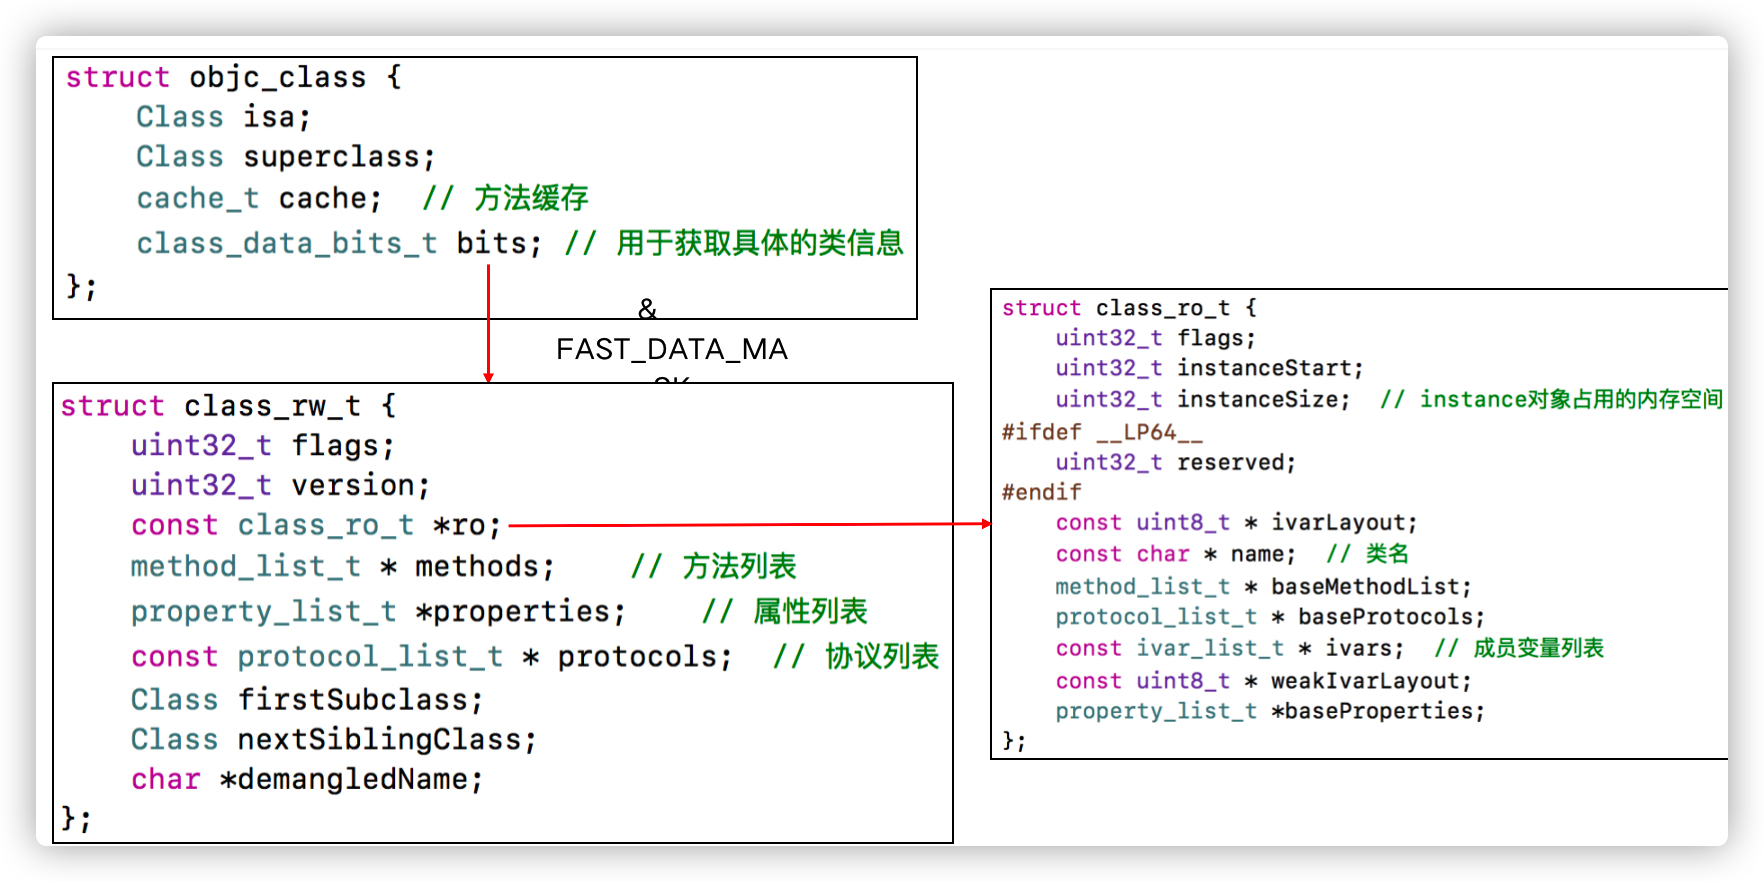 struct objc_class {
    Class isa;
    Class superclass;
    cache_t cache;  // 方法缓存
    class_data_bits_t bits; // 用于获取具体的类信息
};
&
FAST_DATA_MA
struct class_rw_t {
    uint32_t flags;
    uint32_t version;
    const class_ro_t *ro;
    method_list_t * methods;    // 方法列表
    property_list_t *properties;    // 属性列表
    const protocol_list_t * protocols;  // 协议列表
    Class firstSubclass;
    Class nextSiblingClass;
    char *demangledName;
};
struct class_ro_t {
    uint32_t flags;
    uint32_t instanceStart;
    uint32_t instanceSize;  // instance对象占用的内存空间
#ifdef __LP64__
    uint32_t reserved;
#endif
    const uint8_t * ivarLayout;
    const char * name;  // 类名
    method_list_t * baseMethodList;
    protocol_list_t * baseProtocols;
    const ivar_list_t * ivars;  // 成员变量列表
    const uint8_t * weakIvarLayout;
    property_list_t *baseProperties;
};